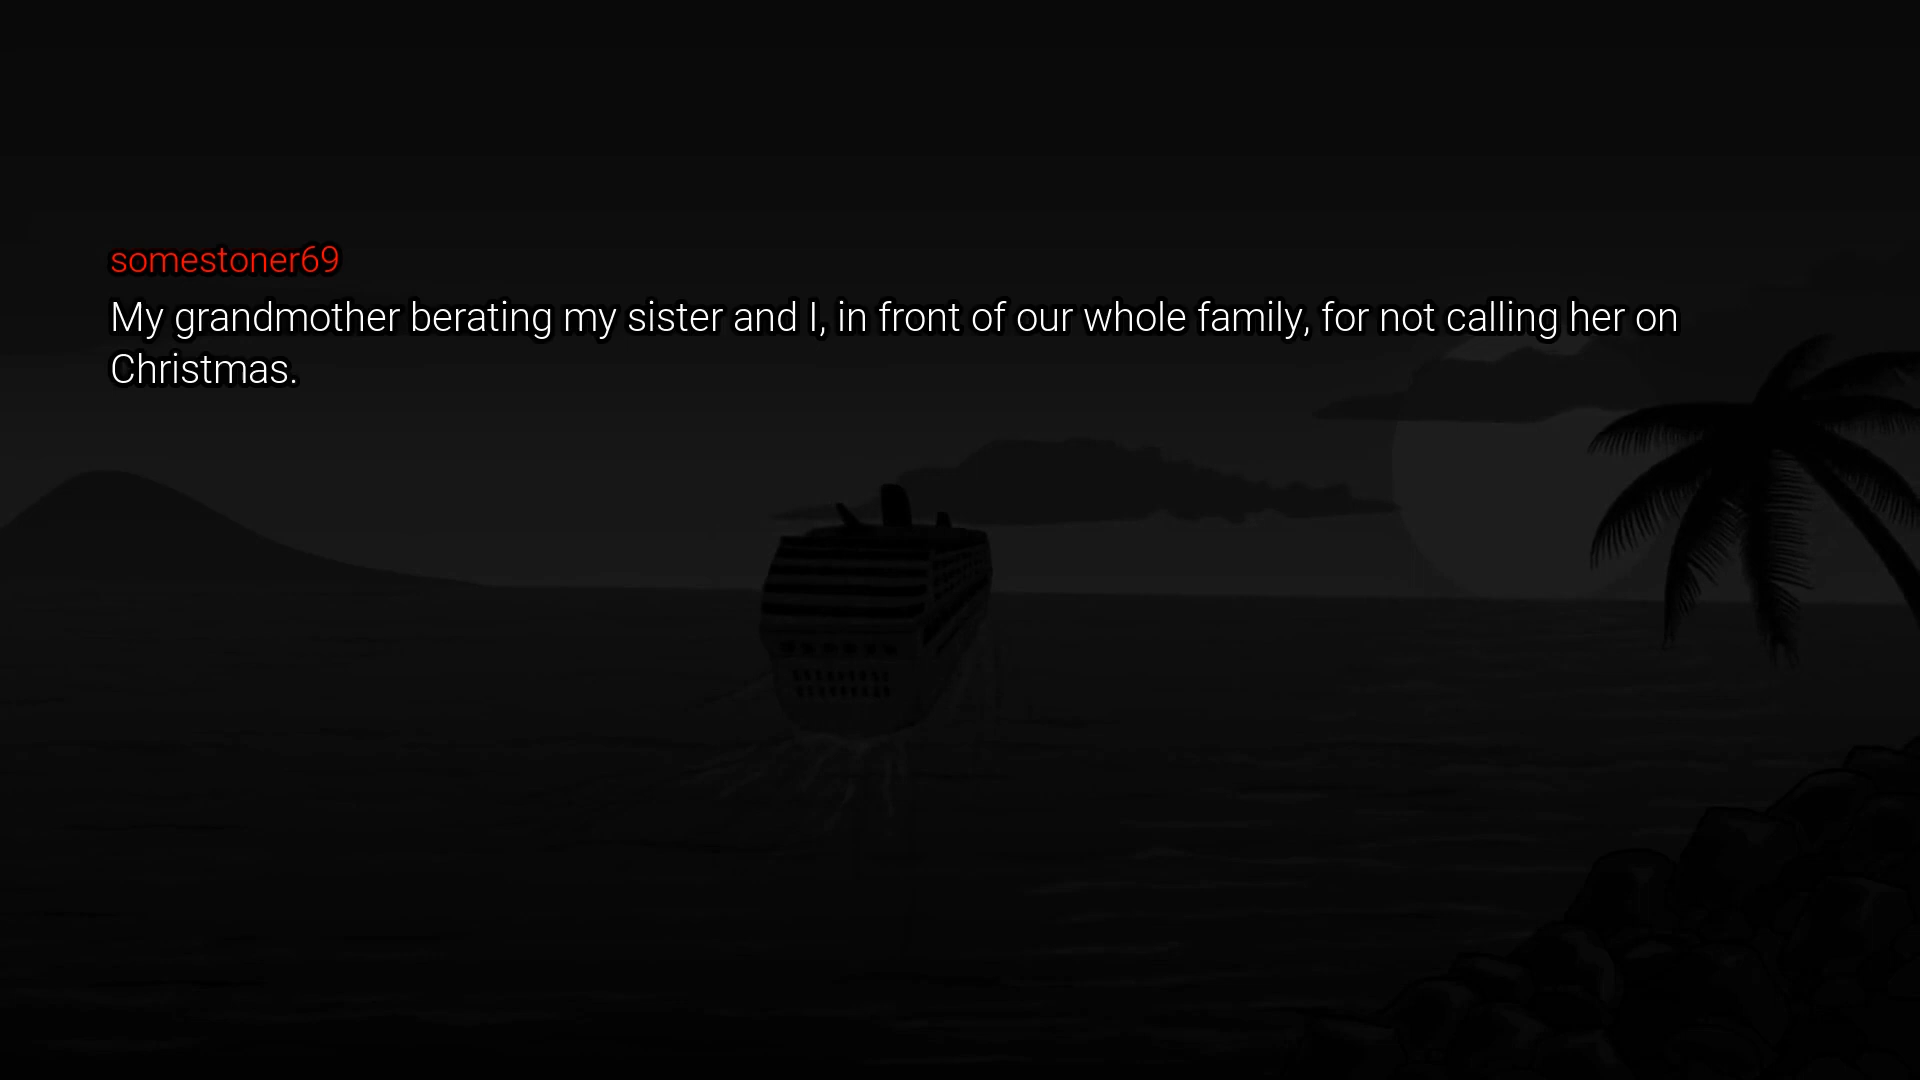 somestoner69
My grandmother berating my sister and I, in front of our whole family, for not calling her on
Christmas.